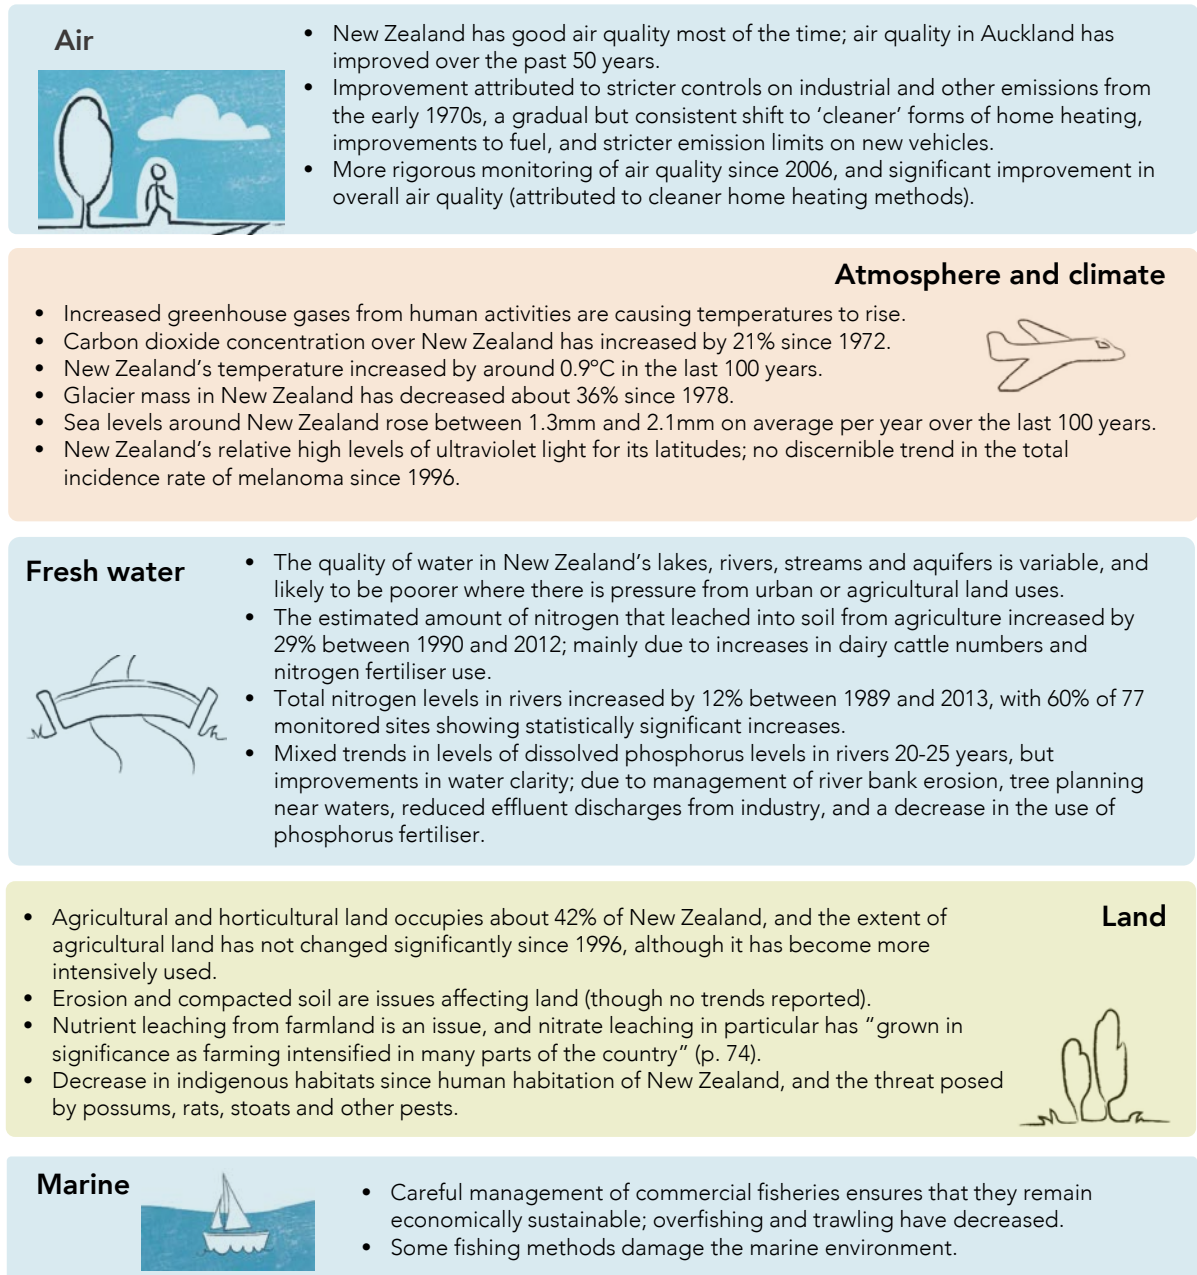 Air
• New Zealand has good air quality most of the time; air quality in Auckland has
improved over the past 50 years.
• Improvement attributed to stricter controls on industrial and other emissions from
the early 1970s, a gradual but consistent shift to ‘cleaner’ forms of home heating,
improvements to fuel, and stricter emission limits on new vehicles.
• More rigorous monitoring of air quality since 2006, and significant improvement in
overall air quality (attributed to cleaner home heating methods).
Atmosphere and climate
• Increased greenhouse gases from human activities are causing temperatures to rise.
• Carbon dioxide concentration over New Zealand has increased by 21% since 1972.
• New Zealand’s temperature increased by around 0.9ºC in the last 100 years.
• Glacier mass in New Zealand has decreased about 36% since 1978.
• Sea levels around New Zealand rose between 1.3mm and 2.1mm on average per year over the last 100 years.
• New Zealand’s relative high levels of ultraviolet light for its latitudes; no discernible trend in the total
incidence rate of melanoma since 1996.
Fresh water
• The quality of water in New Zealand’s lakes, rivers, streams and aquifers is variable, and
likely to be poorer where there is pressure from urban or agricultural land uses.
• The estimated amount of nitrogen that leached into soil from agriculture increased by
29% between 1990 and 2012; mainly due to increases in dairy cattle numbers and
nitrogen fertiliser use.
• Total nitrogen levels in rivers increased by 12% between 1989 and 2013, with 60% of 77
monitored sites showing statistically significant increases.
• Mixed trends in levels of dissolved phosphorus levels in rivers 20-25 years, but
improvements in water clarity; due to management of river bank erosion, tree planning
near waters, reduced effluent discharges from industry, and a decrease in the use of
phosphorus fertiliser.
Land
• Agricultural and horticultural land occupies about 42% of New Zealand, and the extent of
agricultural land has not changed significantly since 1996, although it has become more
intensively used.
• Erosion and compacted soil are issues affecting land (though no trends reported).
• Nutrient leaching from farmland is an issue, and nitrate leaching in particular has “grown in
significance as farming intensified in many parts of the country” (p. 74).
• Decrease in indigenous habitats since human habitation of New Zealand, and the threat posed
by possums, rats, stoats and other pests.
Marine
• Careful management of commercial fisheries ensures that they remain
economically sustainable; overfishing and trawling have decreased.
• Some fishing methods damage the marine environment.